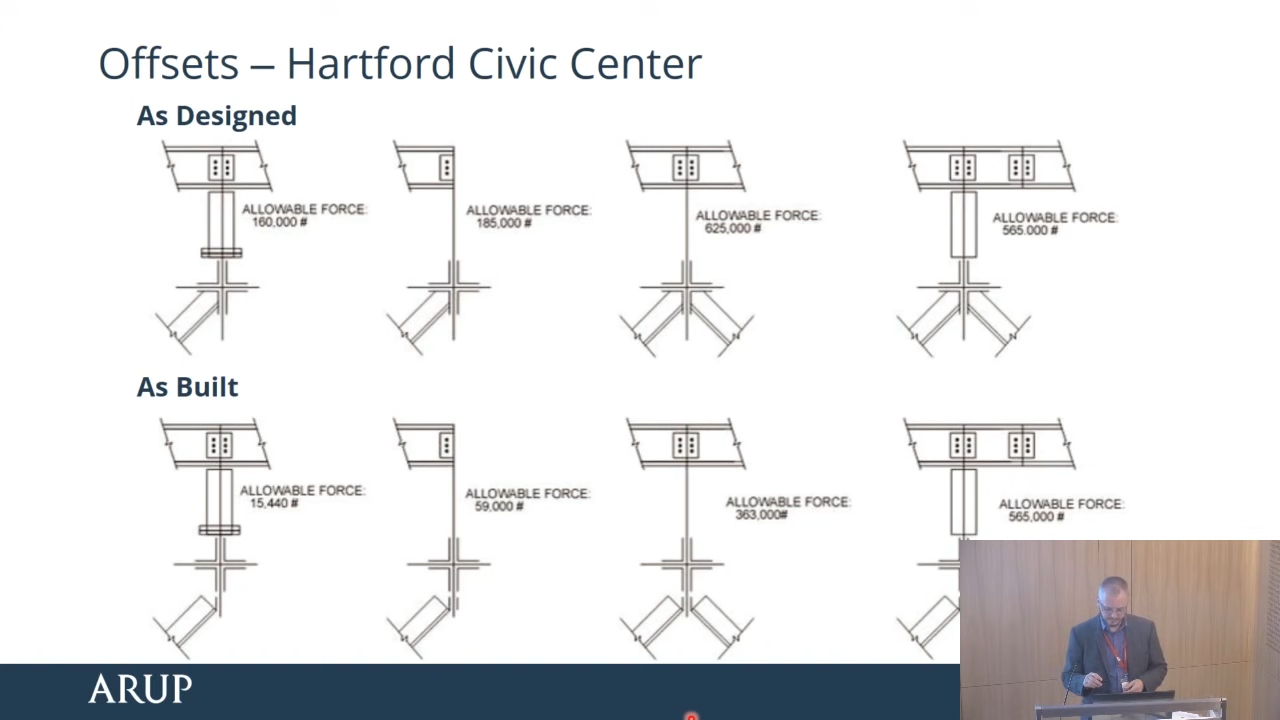 Offsets – Hartford Civic Center
As Designed
ALLOWABLE FORCE:
160,000 #
ALLOWABLE FORCE:
185,000 #
ALLOWABLE FORCE:
625,000 #
ALLOWABLE FORCE:
565.000 #
As Built
ALLOWABLE FORCE:
15,440 #
ALLOWABLE FORCE:
59,000 #
ALLOWABLE FORCE:
363,000#
ALLOWABLE FORCE:
565,000 #
ARUP